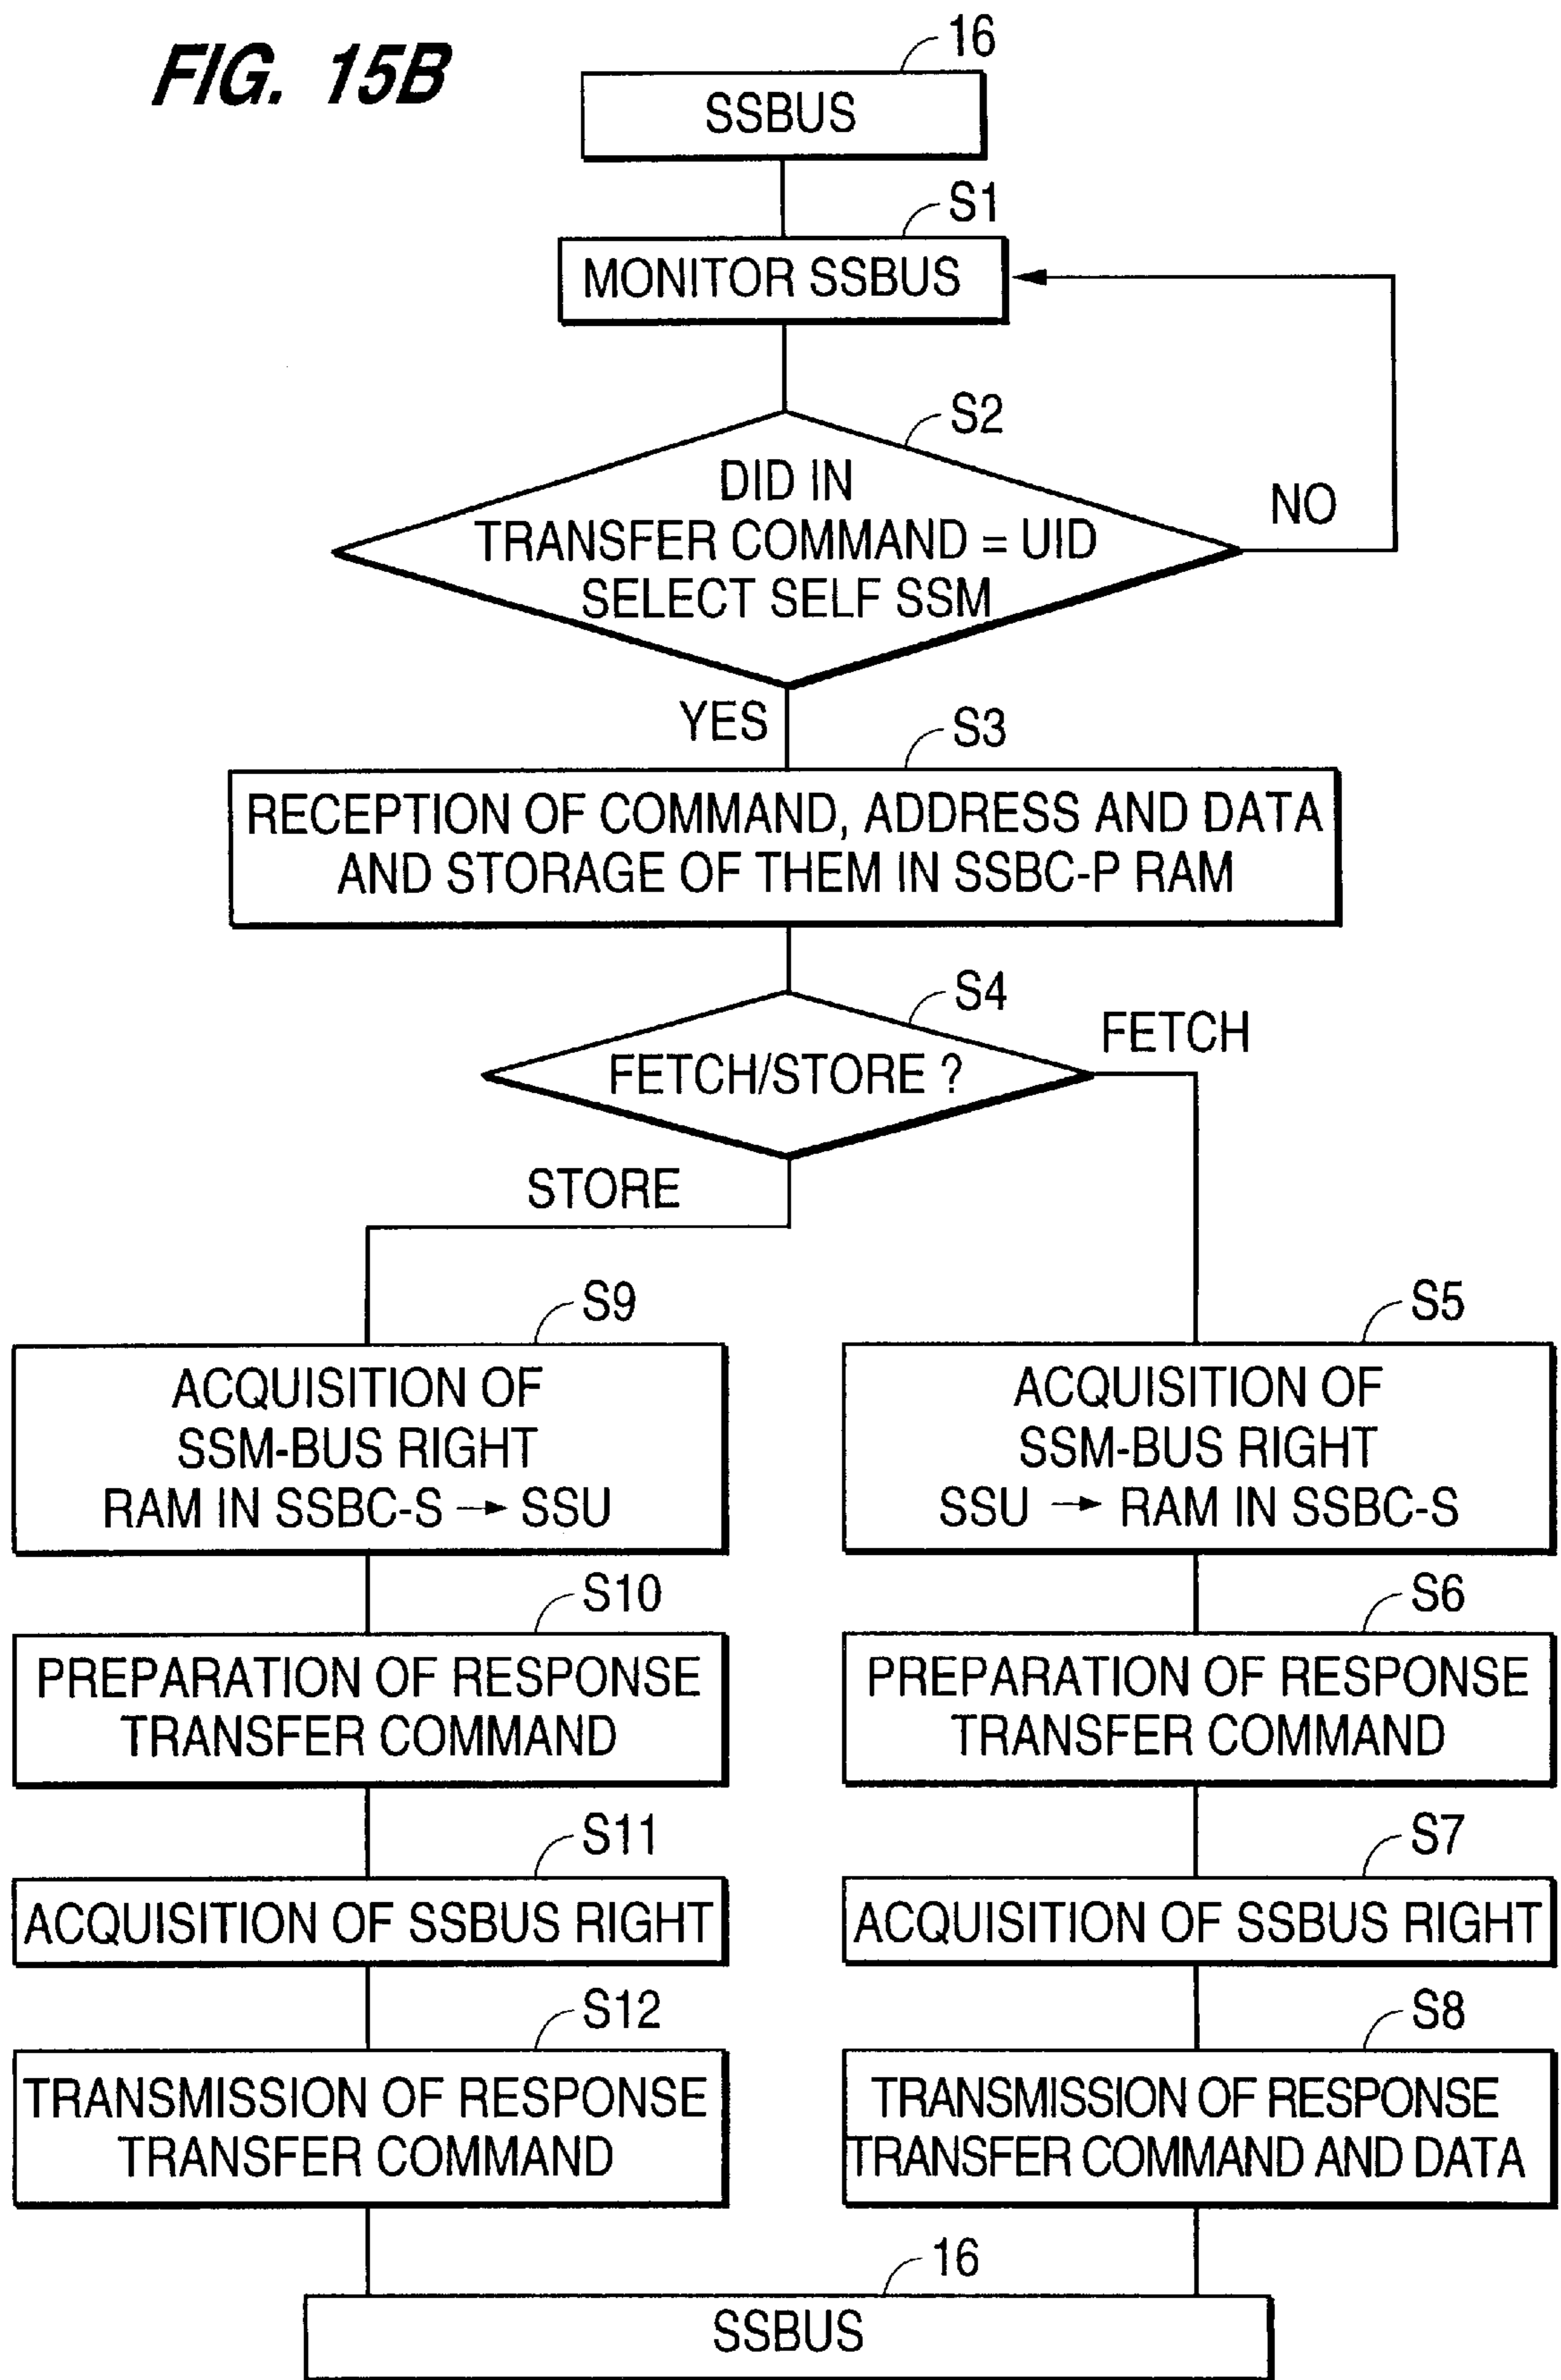 FIG. 15B
16
SSBUS
S1
MONITOR SSBUS
S2
DID IN
TRANSFER COMMAND = UID
SELECT SELF SSM
NO
YES
S3
RECEPTION OF COMMAND, ADDRESS AND DATA
AND STORAGE OF THEM IN SSBC-P RAM
S4
FETCH/STORE ?
FETCH
STORE
S9
ACQUISITION OF
SSM-BUS RIGHT
RAM IN SSBC-S → SSU
S5
ACQUISITION OF
SSM-BUS RIGHT
SSU → RAM IN SSBC-S
S10
PREPARATION OF RESPONSE
TRANSFER COMMAND
S6
PREPARATION OF RESPONSE
TRANSFER COMMAND
S11
ACQUISITION OF SSBUS RIGHT
S7
ACQUISITION OF SSBUS RIGHT
S12
TRANSMISSION OF RESPONSE
TRANSFER COMMAND
S8
TRANSMISSION OF RESPONSE
TRANSFER COMMAND AND DATA
16
SSBUS